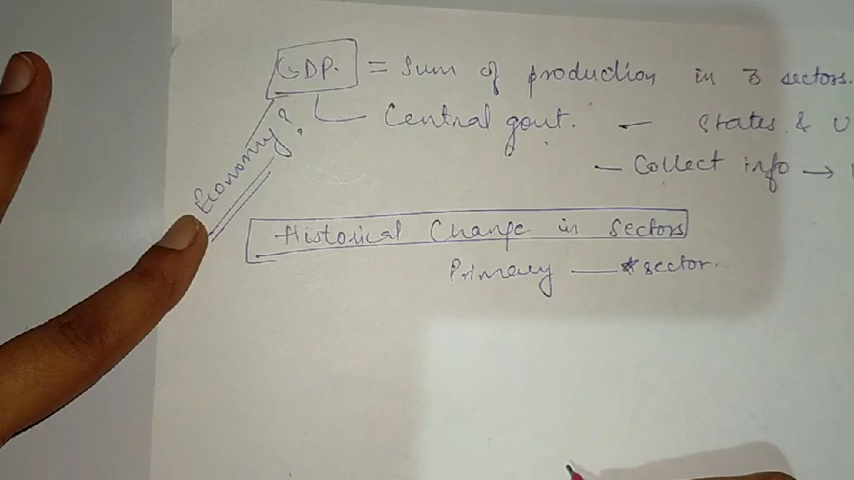 GDP. = Sum of production in 3 sectors.
Central govt. — States & U
— Collect info →
Economy?
Historical Change in Sectors
Primary — * sector.